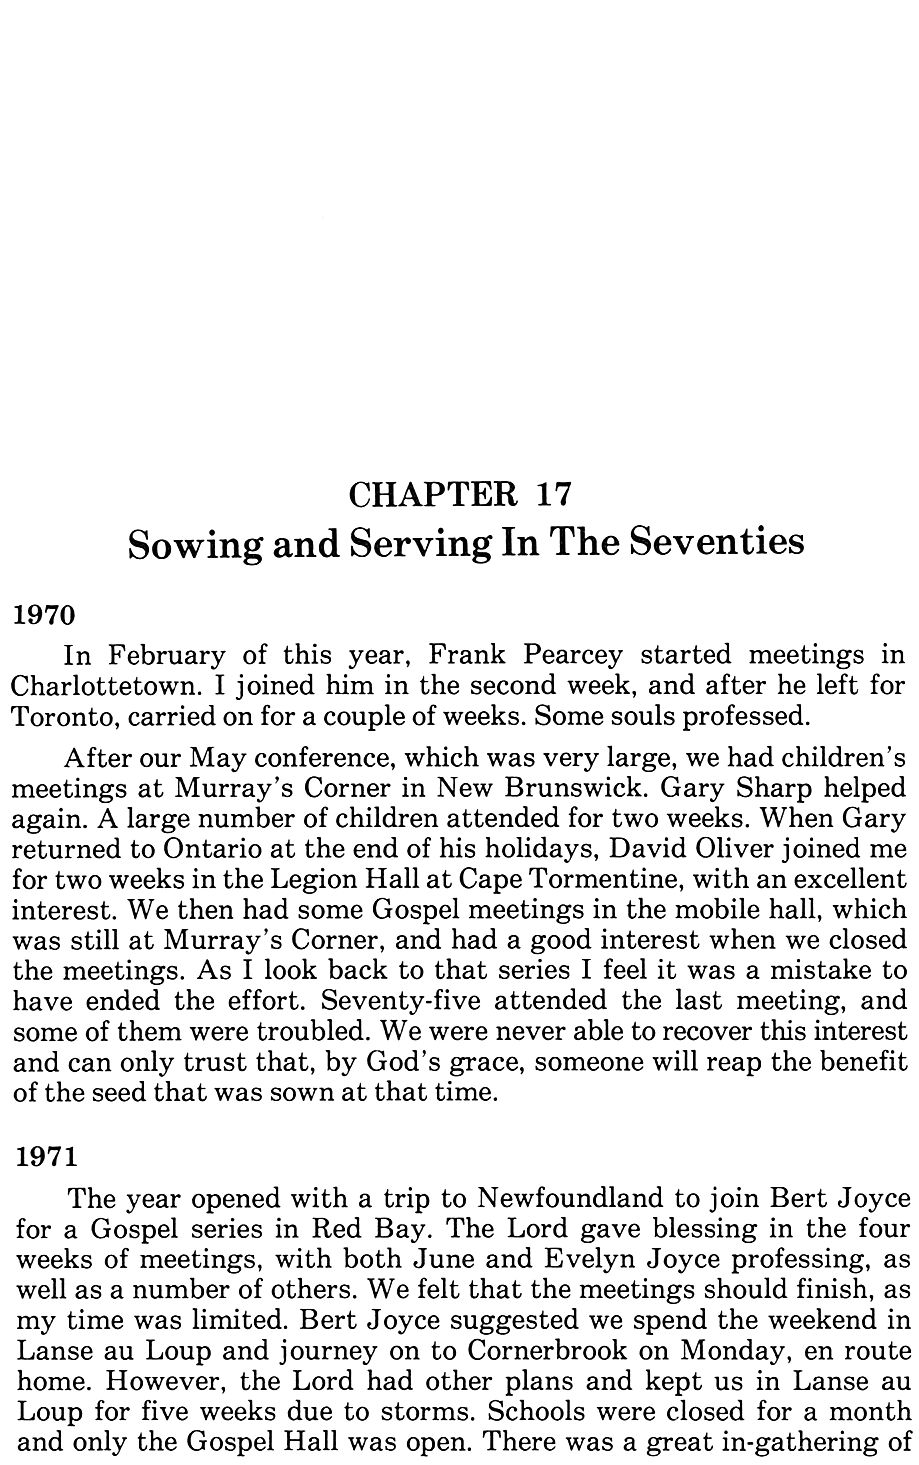 CHAPTER 17
Sowing and Serving In The Seventies
1970
In February of this year, Frank Pearcey started meetings in
Charlottetown. I joined him in the second week, and after he left for
Toronto, carried on for a couple of weeks. Some souls professed.
After our May conference, which was very large, we had children's
meetings at Murray's Corner in New Brunswick. Gary Sharp helped
again. A large number of children attended for two weeks. When Gary
returned to Ontario at the end of his holidays, David Oliver joined me
for two weeks in the Legion Hall at Cape Tormentine, with an excellent
interest. We then had some Gospel meetings in the mobile hall, which
was still at Murray's Corner, and had a good interest when we closed
the meetings. As I look back to that series I feel it was a mistake to
have ended the effort. Seventy-five attended the last meeting, and
some of them were troubled. We were never able to recover this interest
and can only trust that, by God's grace, someone will reap the benefit
of the seed that was sown at that time.
1971
The year opened with a trip to Newfoundland to join Bert Joyce
for a Gospel series in Red Bay. The Lord gave blessing in the four
weeks of meetings, with both June and Evelyn Joyce professing, as
well as a number of others. We felt that the meetings should finish, as
my time was limited. Bert Joyce suggested we spend the weekend in
Lanse au Loup and journey on to Cornerbrook on Monday, en route
home. However, the Lord had other plans and kept us in Lanse au
Loup for five weeks due to storms. Schools were closed for a month
and only the Gospel Hall was open. There was a great in-gathering of